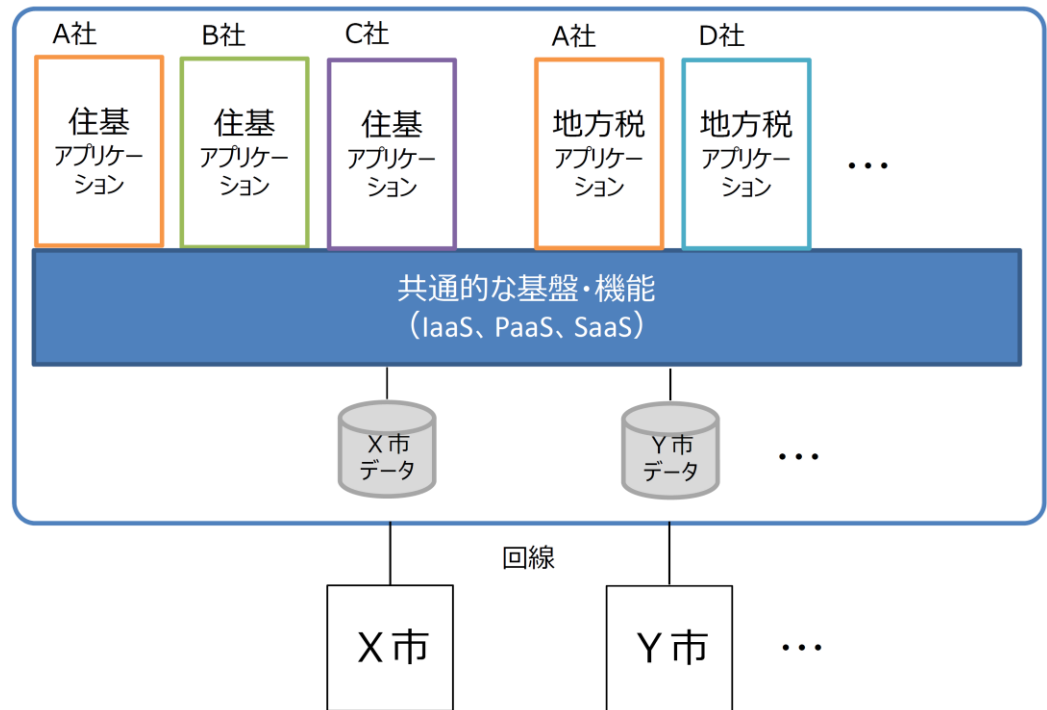 A社
B社
C社
A社
D社
住基
アプリケー
ション
住基
アプリケー
ション
住基
アプリケー
ション
地方税
アプリケー
ション
地方税
アプリケー
ション
…
共通的な基盤・機能
（IaaS、PaaS、SaaS）
X市
データ
Y市
データ
…
回線
X市
Y市
…